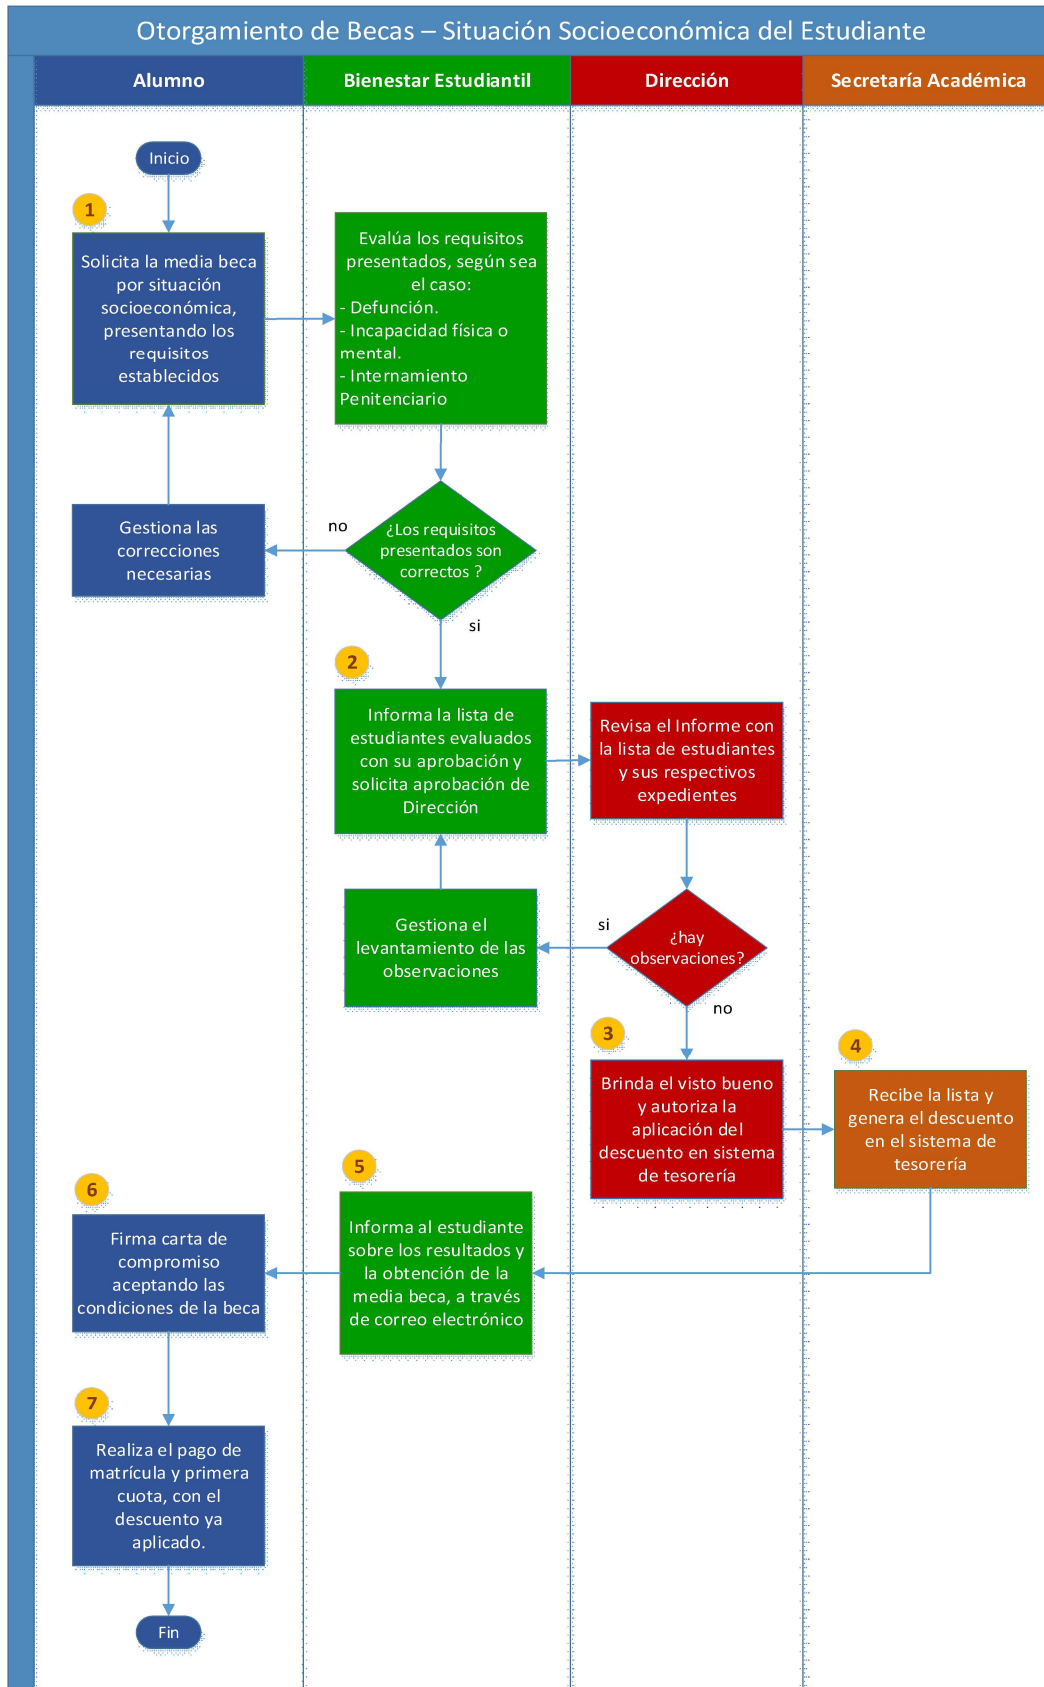 Otorgamiento de Becas – Situación Socioeconómica del Estudiante
Alumno
Bienestar Estudiantil
Dirección
Secretaría Académica
Inicio
1
Solicita la media beca
por situación
socioeconómica,
presentando los
requisitos
establecidos
Evalúa los requisitos
presentados, según sea
el caso:
- Defunción.
- Incapacidad física o
mental.
- Internamiento
Penitenciario
¿Los requisitos
presentados son
correctos ?
no
Gestiona las
correcciones
necesarias
si
2
Informa la lista de
estudiantes evaluados
con su aprobación y
solicita aprobación de
Dirección
Revisa el Informe con
la lista de estudiantes
y sus respectivos
expedientes
¿hay
observaciones?
si
Gestiona el
levantamiento de las
observaciones
no
3
Brinda el visto bueno
y autoriza la
aplicación del
descuento en sistema
de tesorería
4
Recibe la lista y
genera el descuento
en el sistema de
tesorería
5
Informa al estudiante
sobre los resultados y
la obtención de la
media beca, a través
de correo electrónico
6
Firma carta de
compromiso
aceptando las
condiciones de la beca
7
Realiza el pago de
matrícula y primera
cuota, con el
descuento ya
aplicado.
Fin